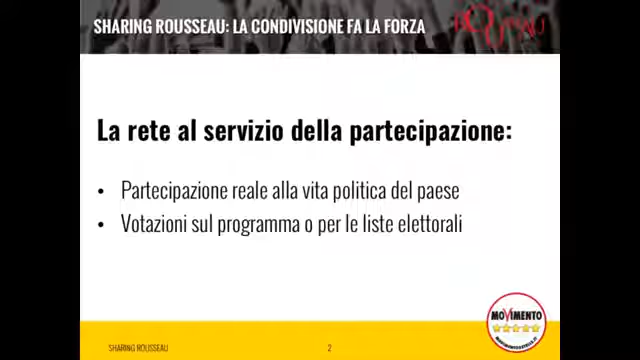 SHARING ROUSSEAU: LA CONDIVISIONE FA LA FORZA
ROUSSEAU
La rete al servizio della partecipazione:
• Partecipazione reale alla vita politica del paese
• Votazioni sul programma o per le liste elettorali
MOVIMENTO
SHARING ROUSSEAU
2